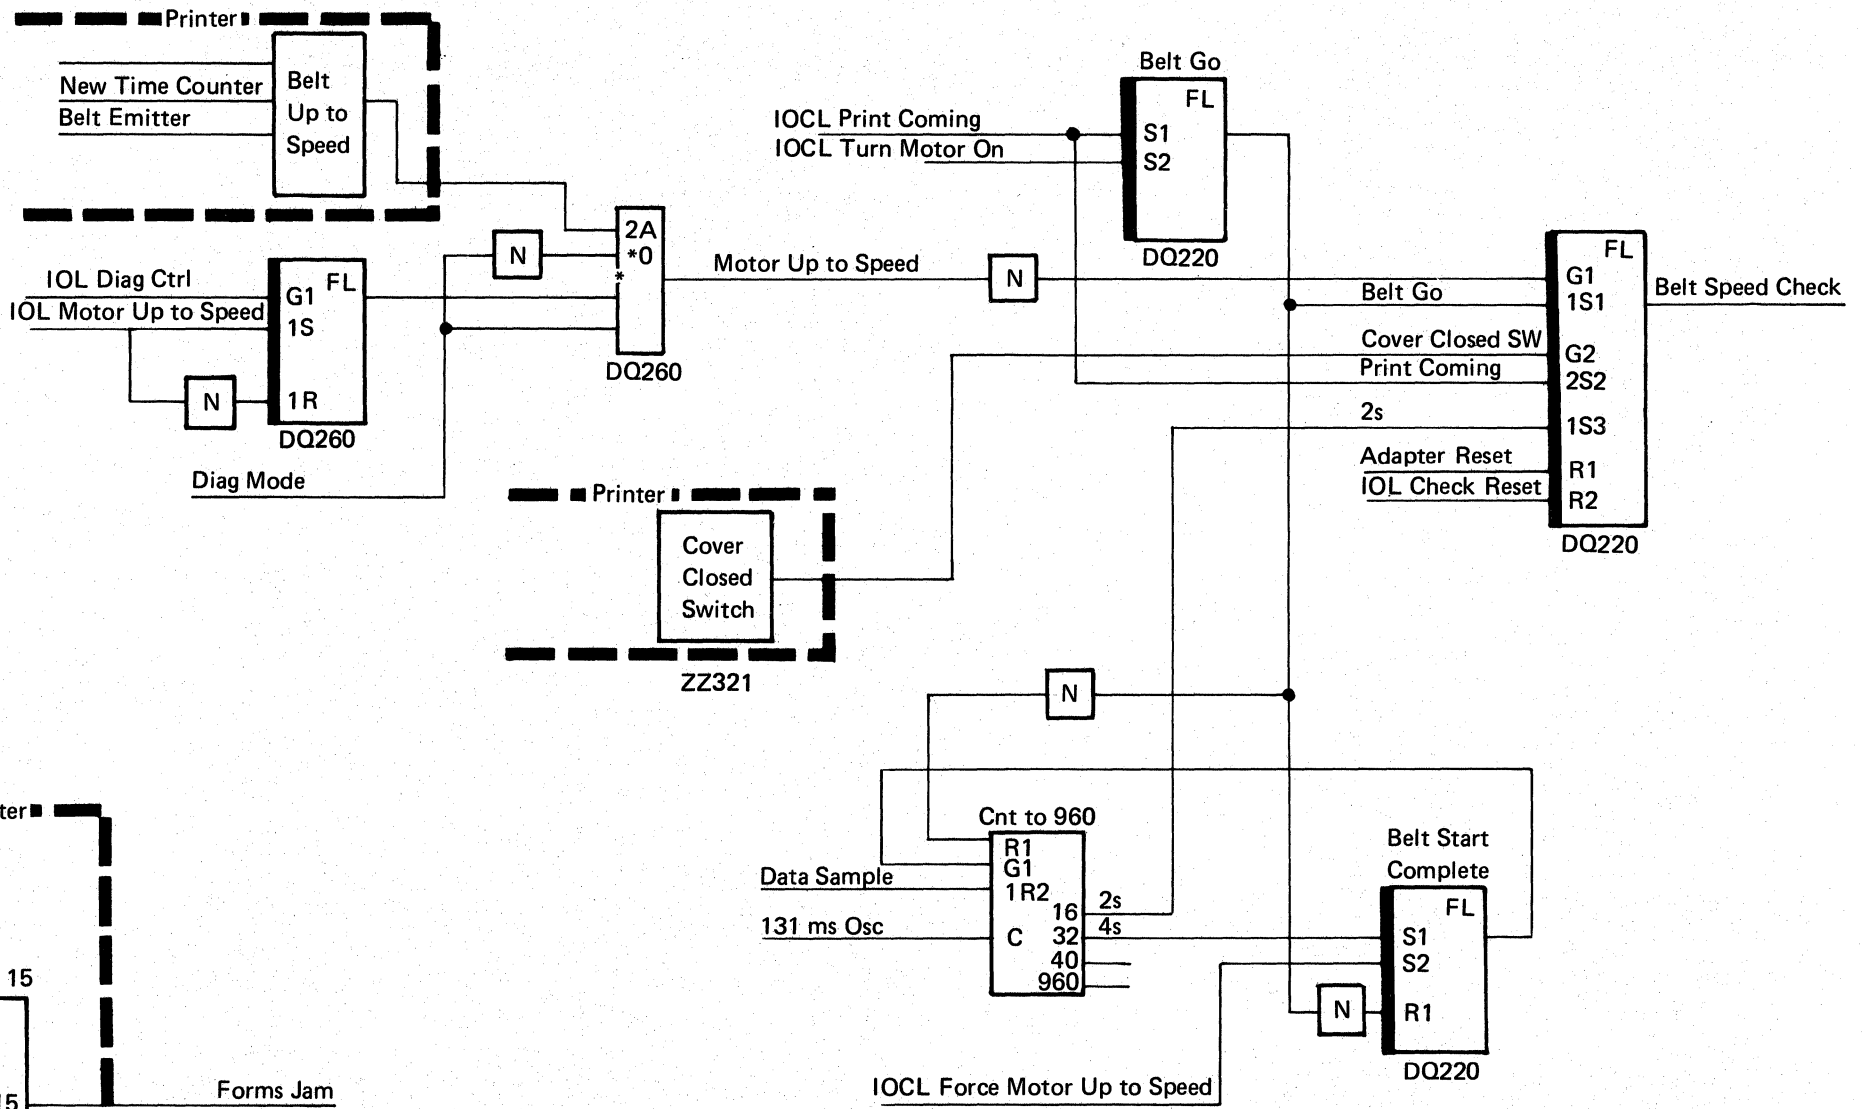 Printer
New Time Counter
Belt Emitter
Belt
Up to
Speed
IOL Diag Ctrl
IOL Motor Up to Speed
G1
FL
1S
1R
N
DQ260
Diag Mode
N
2A
*0
*
DQ260
Motor Up to Speed
N
Belt Go
IOCL Print Coming
IOCL Turn Motor On
FL
S1
S2
DQ220
Belt Go
Cover Closed SW
Print Coming
2s
Adapter Reset
IOL Check Reset
FL
G1
1S1
G2
2S2
1S3
R1
R2
DQ220
Belt Speed Check
Printer
Cover
Closed
Switch
ZZ321
N
Cnt to 960
Data Sample
131 ms Osc
R1
G1
1R2
C
16
32
40
960
2s
4s
Belt Start
Complete
FL
S1
S2
R1
N
DQ220
IOCL Force Motor Up to Speed
ter
15
15
Forms Jam